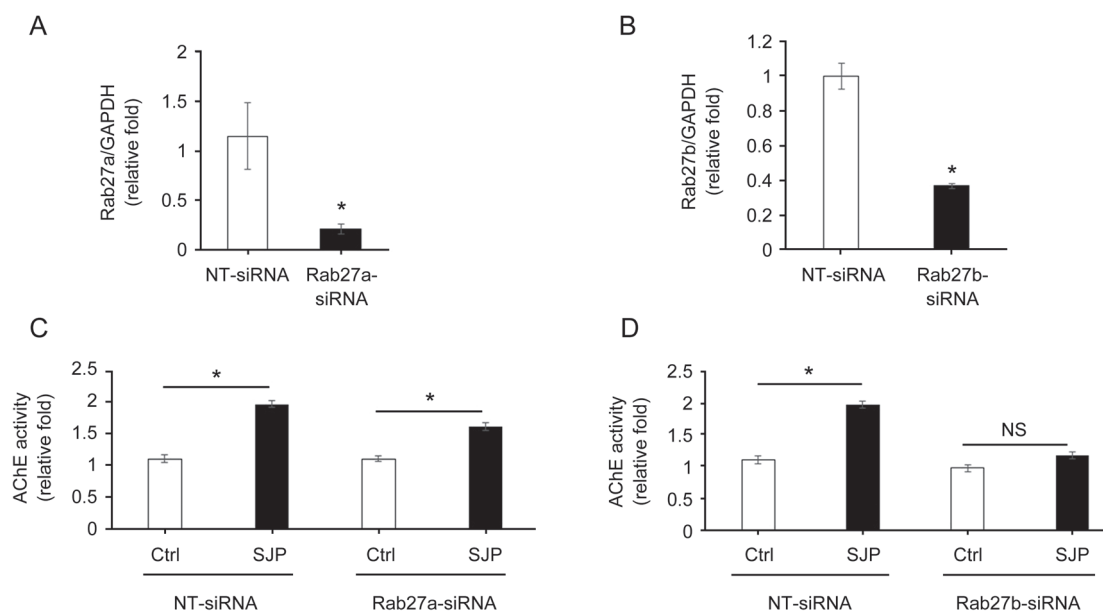 A
Rab27a/GAPDH
(relative fold)
2
1.5
1
0.5
0
*
NT-siRNA
Rab27a-
siRNA
B
Rab27b/GAPDH
(relative fold)
1.2
1
0.8
0.6
0.4
0.2
0
*
NT-siRNA
Rab27b-
siRNA
C
AChE activity
(relative fold)
2.5
2
1.5
1
0.5
0
*
*
Ctrl SJP Ctrl SJP
NT-siRNA Rab27a-siRNA
D
AChE activity
(relative fold)
2.5
2
1.5
1
0.5
0
*
NS
Ctrl SJP Ctrl SJP
NT-siRNA Rab27b-siRNA